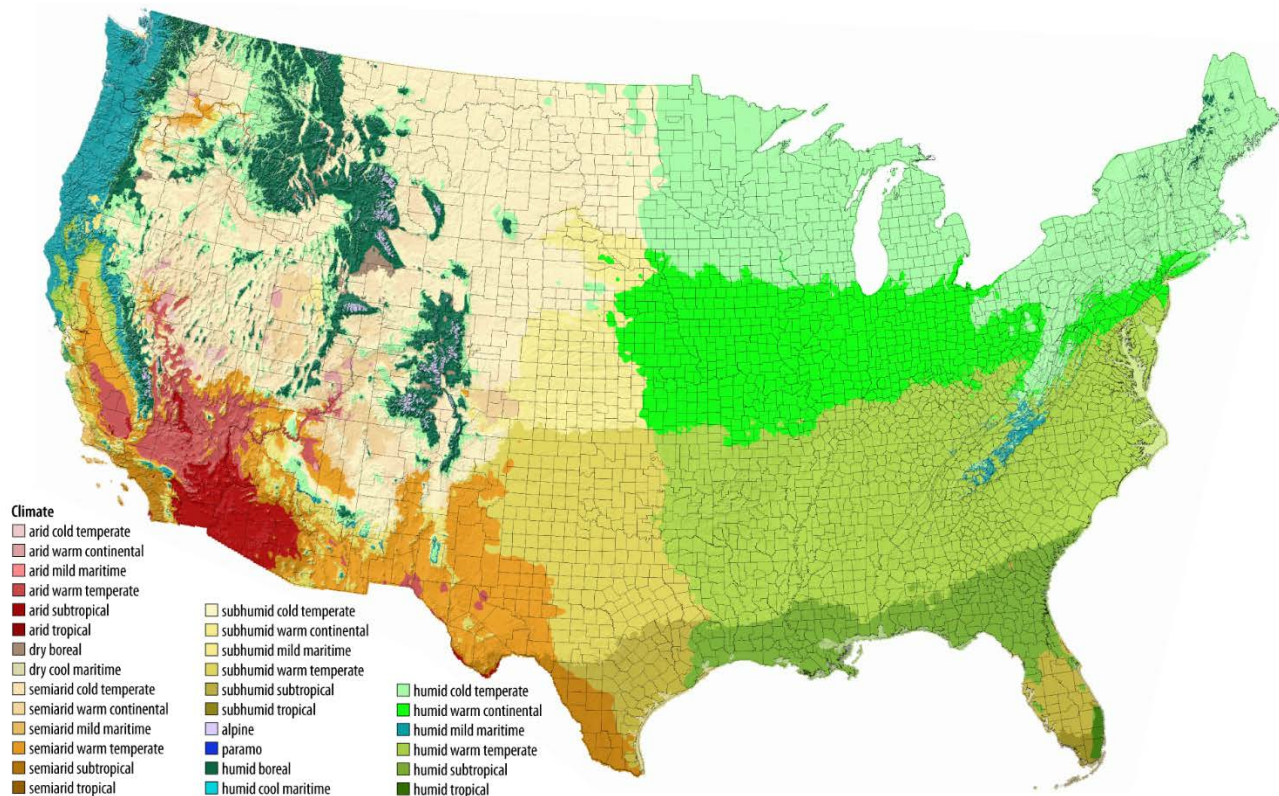 Climate
arid cold temperate
arid warm continental
arid mild maritime
arid warm temperate
arid subtropical
arid tropical
dry boreal
dry cool maritime
semiarid cold temperate
semiarid warm continental
semiarid mild maritime
semiarid warm temperate
semiarid subtropical
semiarid tropical
subhumid cold temperate
subhumid warm continental
subhumid mild maritime
subhumid warm temperate
subhumid subtropical
subhumid tropical
alpine
paramo
humid boreal
humid cool maritime
humid cold temperate
humid warm continental
humid mild maritime
humid warm temperate
humid subtropical
humid tropical